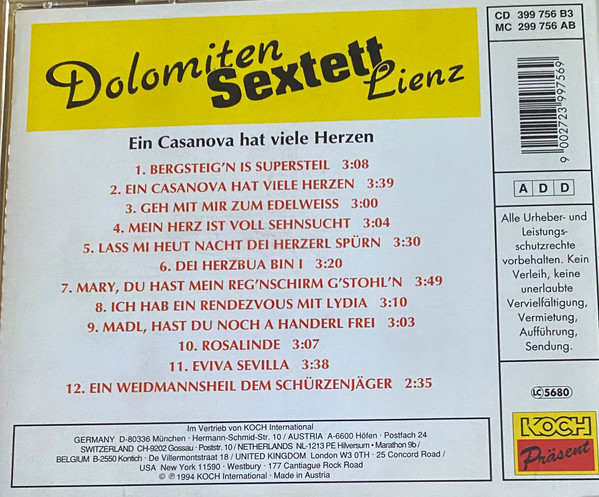 Dolomiten
Sextett
Lienz
Ein Casanova hat viele Herzen
1. BERGSTEIG'N IS SUPERSTEIL 3:08
2. EIN CASANOVA HAT VIELE HERZEN 3:39
3. GEH MIT MIR ZUM EDELWEISS 3:00
4. MEIN HERZ IST VOLL SEHNSUCHT 3:04
5. LASS MI HEUT NACHT DEI HERZERL SPÜRN 3:30
6. DEI HERZBUA BIN I 3:20
7. MARY, DU HAST MEIN REG'NSCHIRM G'STOHL'N 3:49
8. ICH HAB EIN RENDEZVOUS MIT LYDIA 3:10
9. MADL, HAST DU NOCH A HANDERL FREI 3:03
10. ROSALINDE 3:07
11. EVIVA SEVILLA 3:38
12. EIN WEIDMANNSHEIL DEM SCHÜRZENJÄGER 2:35
Im Vertrieb von KOCH International
GERMANY D-80336 München · Hermann-Schmid-Str. 10 / AUSTRIA A-6600 Höfen · Postfach 24
SWITZERLAND CH-9202 Gossau · Poststr. 10 / NETHERLANDS NL-1213 PE Hilversum · Marathon 9b /
BELGIUM B-2550 Kontich · De Villermontstraat 18 / UNITED KINGDOM London W3 0TH · 25 Concord Road /
USA New York 11590 · Westbury · 177 Cantiague Rock Road
℗ © 1994 KOCH International · Made in Austria
CD 399 756 B3
MC 299 756 AB
9 002723 997569
A D D
Alle Urheber- und
Leistungs-
schutzrechte
vorbehalten. Kein
Verleih, keine
unerlaubte
Vervielfältigung,
Vermietung,
Aufführung,
Sendung.
LC 5680
KOCH
Präsent